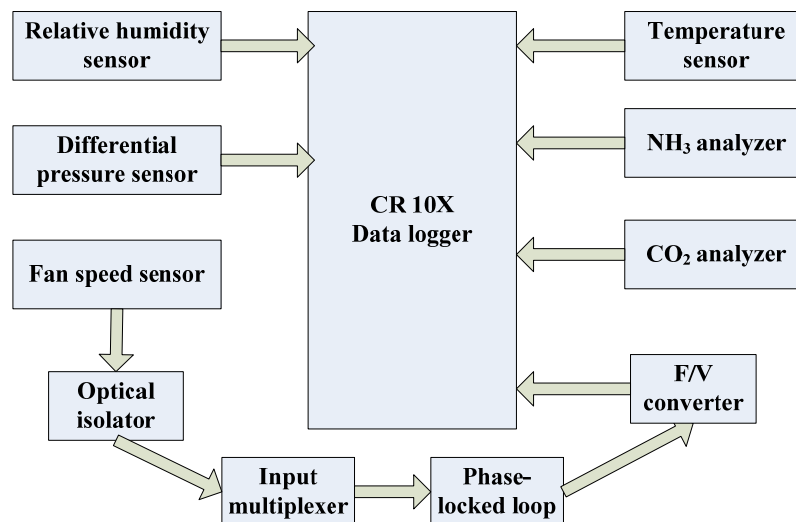 Relative humidity
sensor
Temperature
sensor
Differential
pressure sensor
NH₃ analyzer
CR 10X
Data logger
Fan speed sensor
CO₂ analyzer
Optical
isolator
F/V
converter
Input
multiplexer
Phase–
locked loop